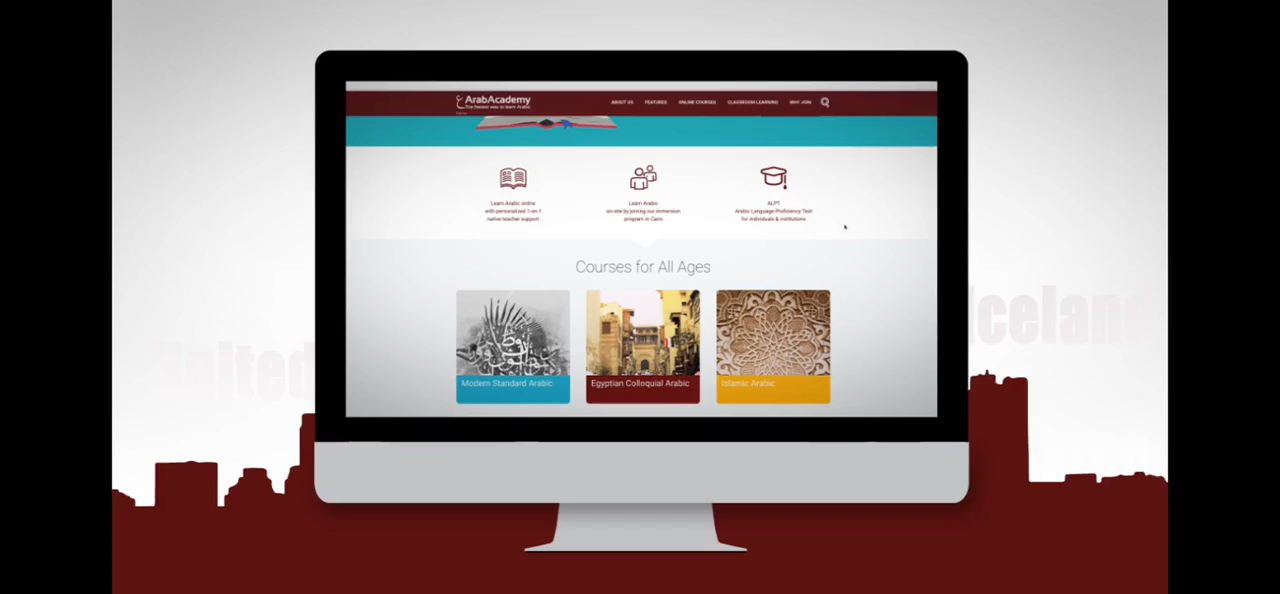 ArabAcademy
The fastest way to learn Arabic
ABOUT US
FEATURES
ONLINE COURSES
CLASSROOM LEARNING
WHY JOIN
Learn Arabic online
with personalized 1-on-1
native teacher support
Learn Arabic
on-site by joining our immersion
program in Cairo
ALPT
Arabic Language Proficiency Test
for individuals & institutions
Courses for All Ages
Modern Standard Arabic
Egyptian Colloquial Arabic
Islamic Arabic
United
Iceland